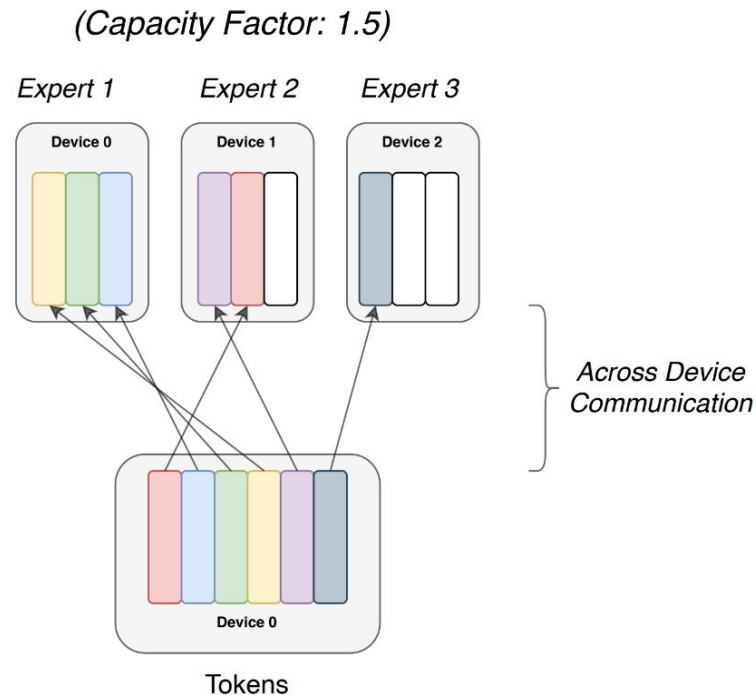 (Capacity Factor: 1.5)
Expert 1
Expert 2
Expert 3
Device 0
Device 1
Device 2
Across Device
Communication
Device 0
Tokens